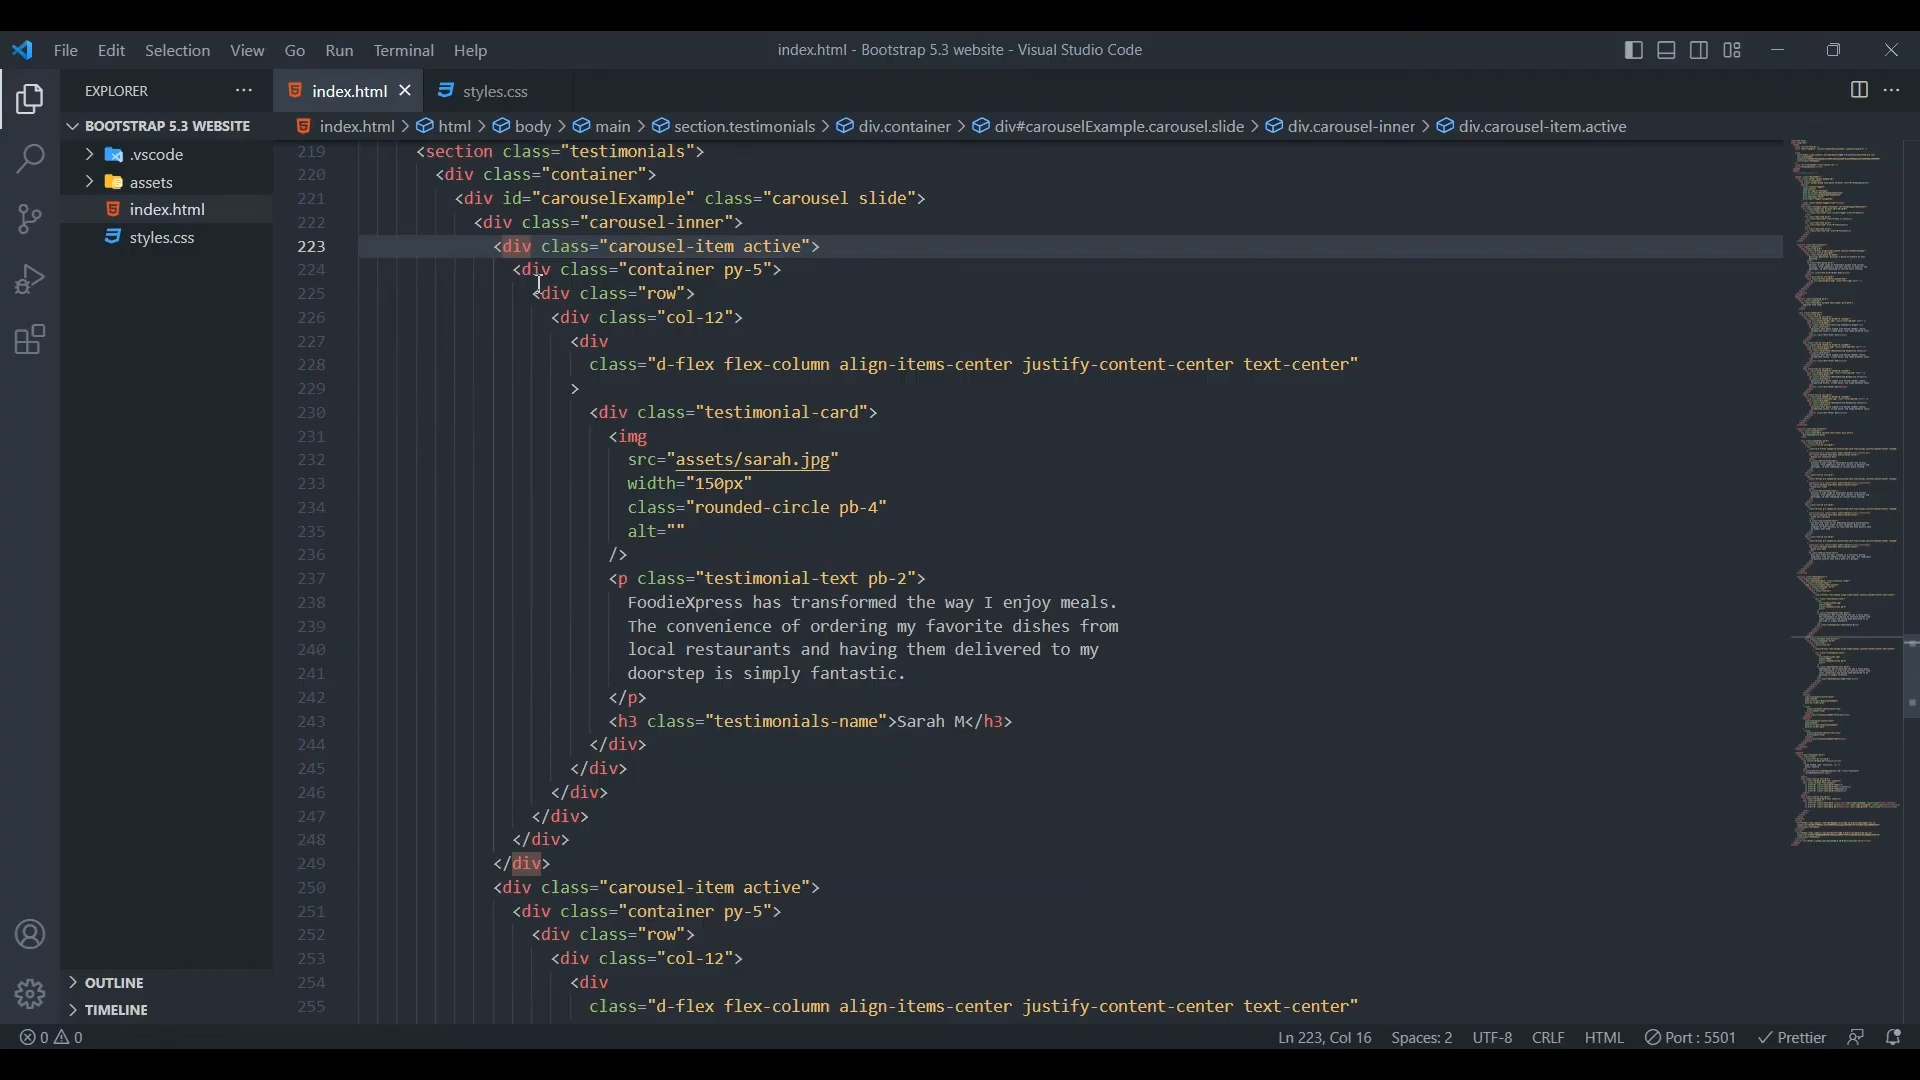 File Edit Selection View Go Run Terminal Help
index.html - Bootstrap 5.3 website - Visual Studio Code
EXPLORER
index.html
styles.css
BOOTSTRAP 5.3 WEBSITE
index.html > html > body > main > section.testimonials > div.container > div#carouselExample.carousel.slide > div.carousel-inner > div.carousel-item.active
.vscode
assets
index.html
styles.css
219 <section class="testimonials">
220 <div class="container">
221 <div id="carouselExample" class="carousel slide">
222 <div class="carousel-inner">
223 <div class="carousel-item active">
224 <div class="container py-5">
225 <div class="row">
226 <div class="col-12">
227 <div
228 class="d-flex flex-column align-items-center justify-content-center text-center"
229 >
230 <div class="testimonial-card">
231 <img
232 src="assets/sarah.jpg"
233 width="150px"
234 class="rounded-circle pb-4"
235 alt=""
236 />
237 <p class="testimonial-text pb-2">
238 FoodieXpress has transformed the way I enjoy meals.
239 The convenience of ordering my favorite dishes from
240 local restaurants and having them delivered to my
241 doorstep is simply fantastic.
242 </p>
243 <h3 class="testimonials-name">Sarah M</h3>
244 </div>
245 </div>
246 </div>
247 </div>
248 </div>
249 </div>
250 <div class="carousel-item active">
251 <div class="container py-5">
252 <div class="row">
253 <div class="col-12">
254 <div
255 class="d-flex flex-column align-items-center justify-content-center text-center"
OUTLINE
TIMELINE
0 0
Ln 223, Col 16 Spaces: 2 UTF-8 CRLF HTML Port : 5501 Prettier